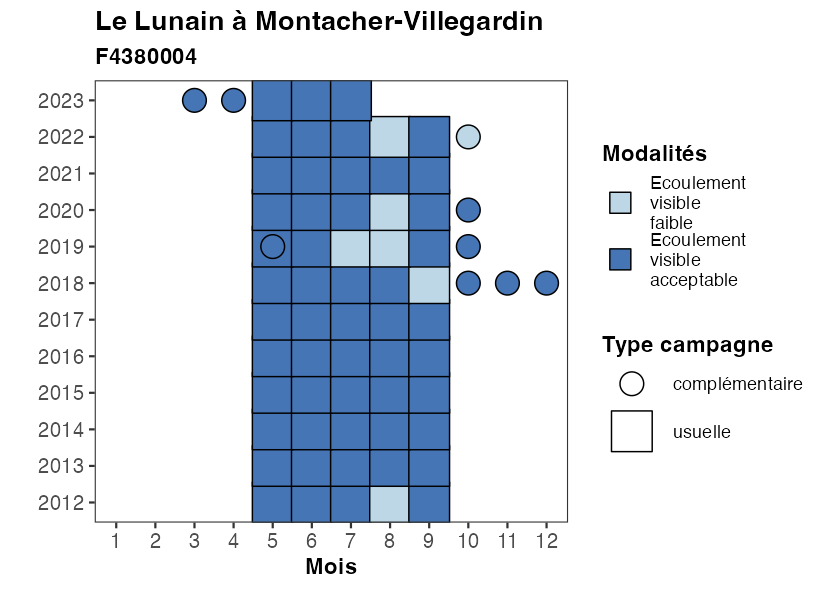 Le Lunain à Montacher-Villegardin
F4380004
2023
2022
2021
2020
2019
2018
2017
2016
2015
2014
2013
2012
1 2 3 4 5 6 7 8 9 10 11 12
Mois
Modalités
Ecoulement
visible
faible
Ecoulement
visible
acceptable
Type campagne
complémentaire
usuelle